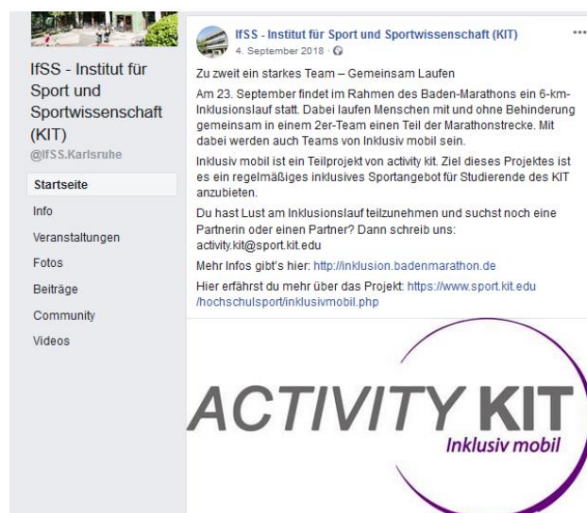 IfSS - Institut für
Sport und
Sportwissenschaft
(KIT)
@IfSS.Karlsruhe
Startseite
Info
Veranstaltungen
Fotos
Beiträge
Community
Videos
IfSS - Institut für Sport und Sportwissenschaft (KIT)
4. September 2018 ·
Zu zweit ein starkes Team – Gemeinsam Laufen
Am 23. September findet im Rahmen des Baden-Marathons ein 6-km-
Inklusionslauf statt. Dabei laufen Menschen mit und ohne Behinderung
gemeinsam in einem 2er-Team einen Teil der Marathonstrecke. Mit
dabei werden auch Teams von Inklusiv mobil sein.
Inklusiv mobil ist ein Teilprojekt von activity kit. Ziel dieses Projektes ist
es ein regelmäßiges inklusives Sportangebot für Studierende des KIT
anzubieten.
Du hast Lust am Inklusionslauf teilzunehmen und suchst noch eine
Partnerin oder einen Partner? Dann schreib uns:
activity.kit@sport.kit.edu
Mehr Infos gibt's hier: http://inklusion.badenmarathon.de
Hier erfährst du mehr über das Projekt: https://www.sport.kit.edu
/hochschulsport/inklusivmobil.php
ACTIVITY KIT
Inklusiv mobil